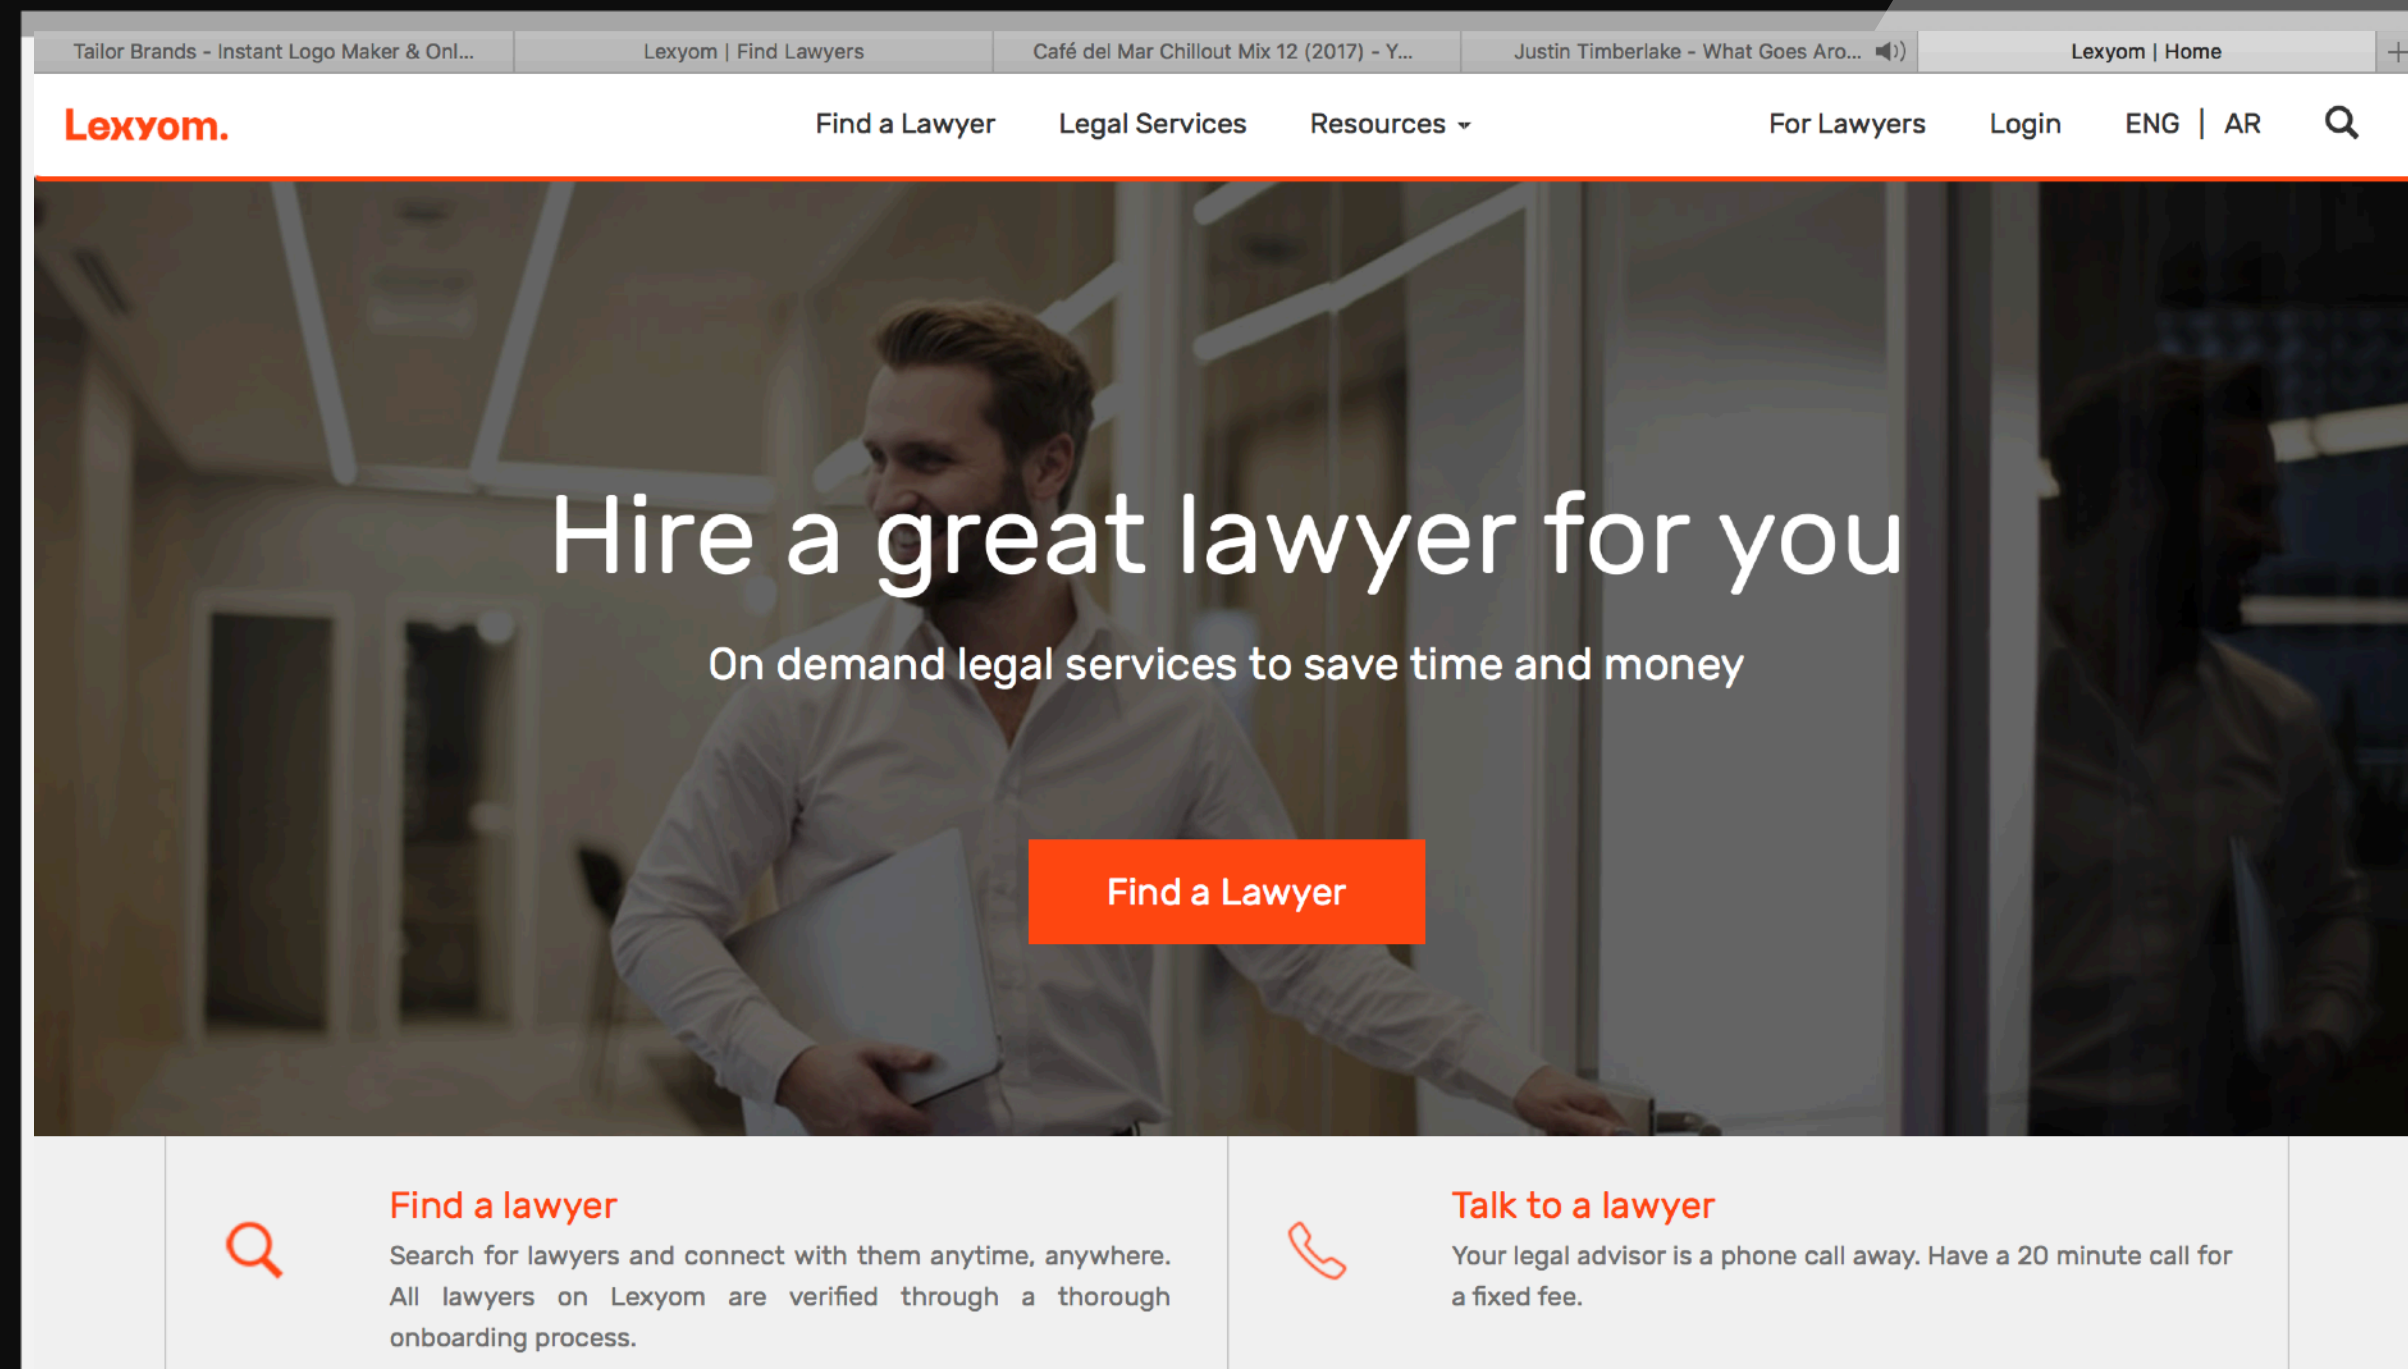 Tailor Brands - Instant Logo Maker & Onl...
Lexyom | Find Lawyers
Café del Mar Chillout Mix 12 (2017) - Y...
Justin Timberlake - What Goes Aro...
Lexyom | Home
Lexyom.
Find a Lawyer
Legal Services
Resources
For Lawyers
Login
ENG | AR
Hire a great lawyer for you
On demand legal services to save time and money
Find a Lawyer
Find a lawyer
Search for lawyers and connect with them anytime, anywhere.
All lawyers on Lexyom are verified through a thorough
onboarding process.
Talk to a lawyer
Your legal advisor is a phone call away. Have a 20 minute call for
a fixed fee.